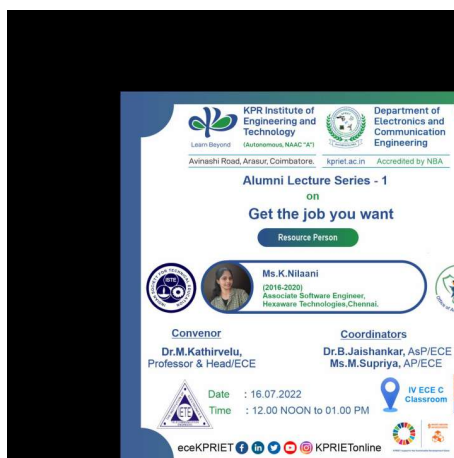 KPR Institute of
Engineering and
Technology
(Autonomous, NAAC "A")
Learn Beyond
Department of
Electronics and
Communication
Engineering
Avinashi Road, Arasur, Coimbatore.
kpriet.ac.in
Accredited by NBA
Alumni Lecture Series - 1
on
Get the job you want
Resource Person
ISTE
Ms.K.Nilaani
(2016-2020)
Associate Software Engineer,
Hexaware Technologies,Chennai.
Convenor
Dr.M.Kathirvelu,
Professor & Head/ECE
Coordinators
Dr.B.Jaishankar, AsP/ECE
Ms.M.Supriya, AP/ECE
IETE
Date : 16.07.2022
Time : 12.00 NOON to 01.00 PM
IV ECE C
Classroom
eceKPRIET
KPRIETonline